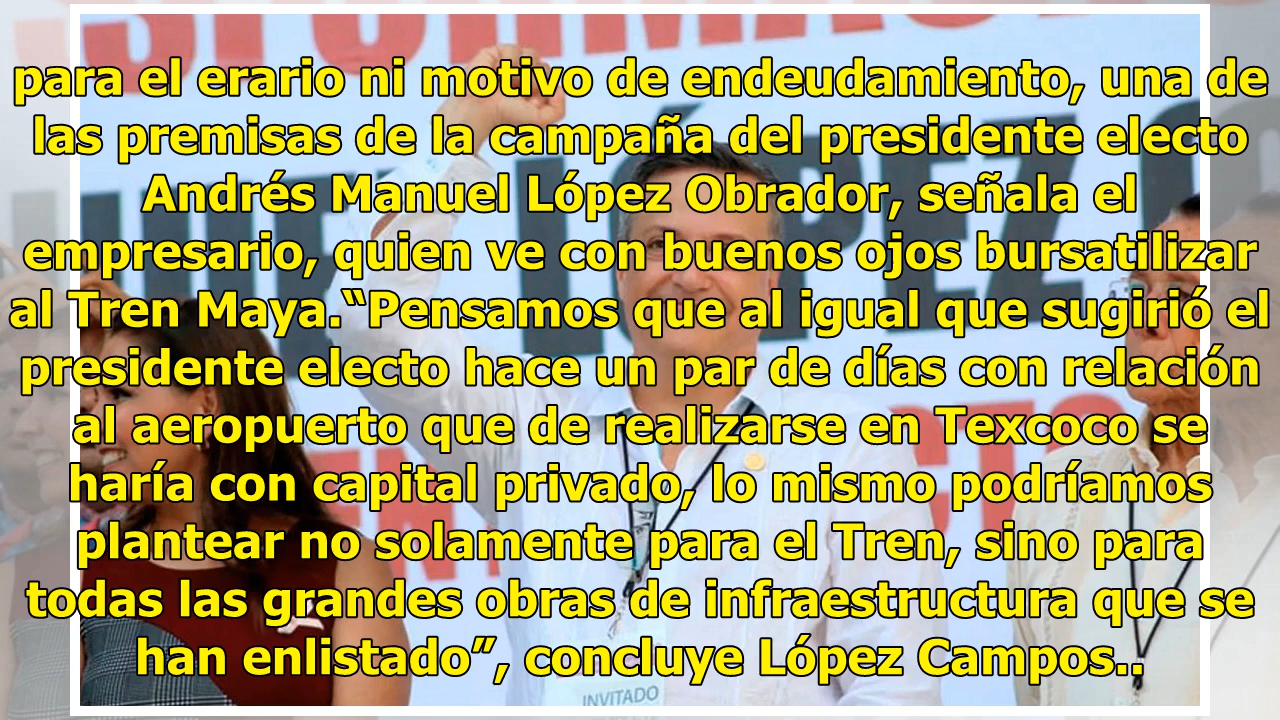 para el erario ni motivo de endeudamiento, una de
las premisas de la campaña del presidente electo
Andrés Manuel López Obrador, señala el
empresario, quien ve con buenos ojos bursatilizar
al Tren Maya.“Pensamos que al igual que sugirió el
presidente electo hace un par de días con relación
al aeropuerto que de realizarse en Texcoco se
haría con capital privado, lo mismo podríamos
plantear no solamente para el Tren, sino para
todas las grandes obras de infraestructura que se
han enlistado”, concluye López Campos..
INVITADO